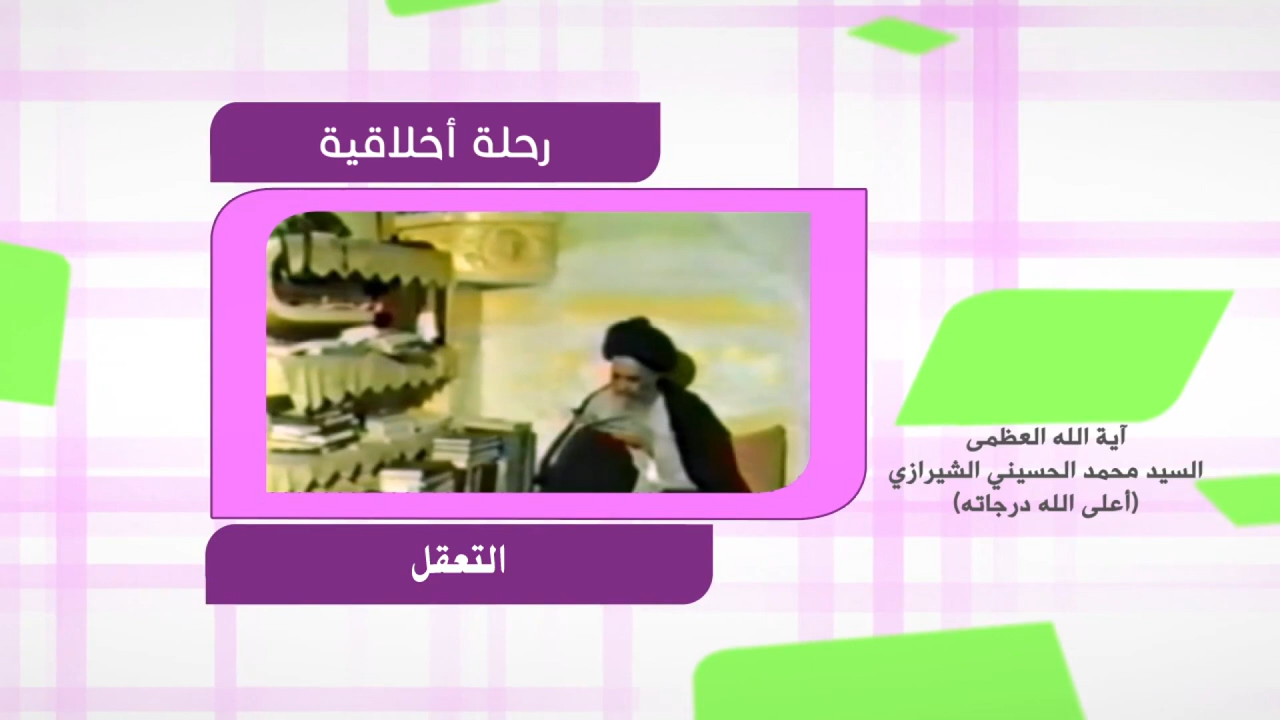 رحلة أخلاقية
آية الله العظمى
السيد محمد الحسيني الشيرازي
(أعلى الله درجاته)
التعقل